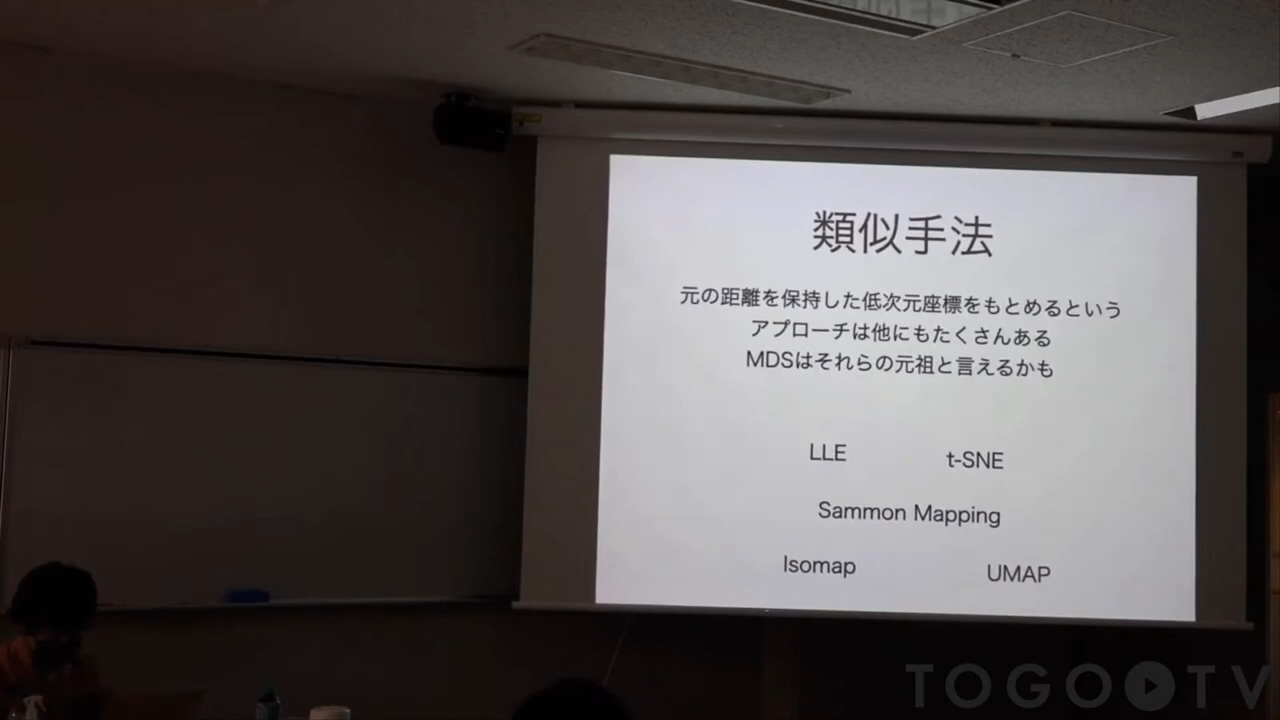 類似手法
元の距離を保持した低次元座標をもとめるという
アプローチは他にもたくさんある
MDSはそれらの元祖と言えるかも
LLE
t-SNE
Sammon Mapping
Isomap
UMAP
TOGO TV